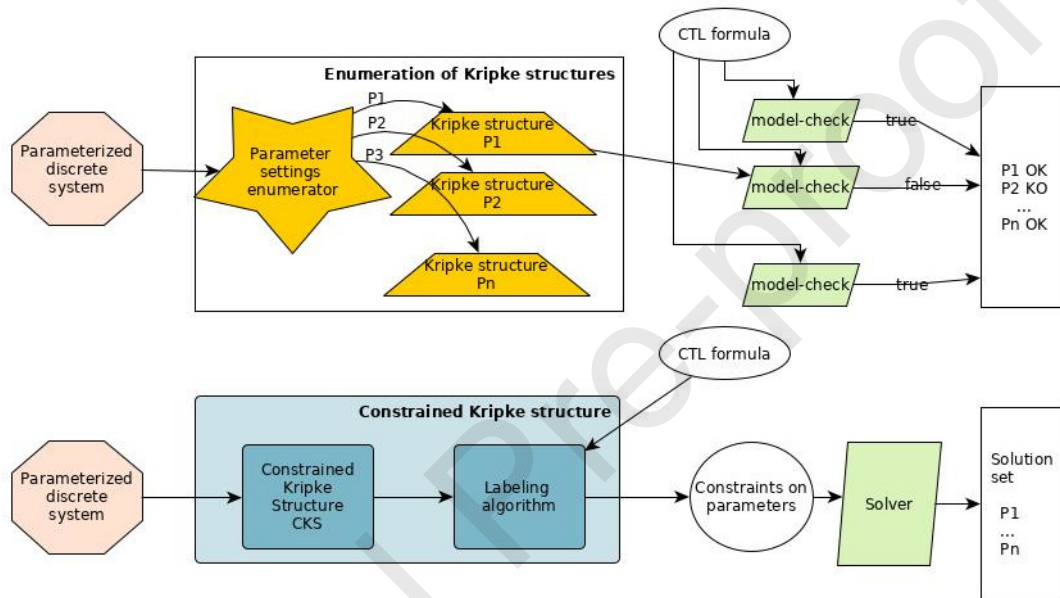 CTL formula
Enumeration of Kripke structures
P1
P2
P3
Parameterized
discrete
system
Parameter
settings
enumerator
Kripke structure
P1
Kripke structure
P2
Kripke structure
Pn
model-check
true
model-check
false
model-check
true
P1 OK
P2 KO
...
Pn OK
CTL formula
Constrained Kripke structure
Parameterized
discrete
system
Constrained
Kripke
Structure
CKS
Labeling
algorithm
Constraints on
parameters
Solver
Solution
set
P1
...
Pn
l Pre-proof